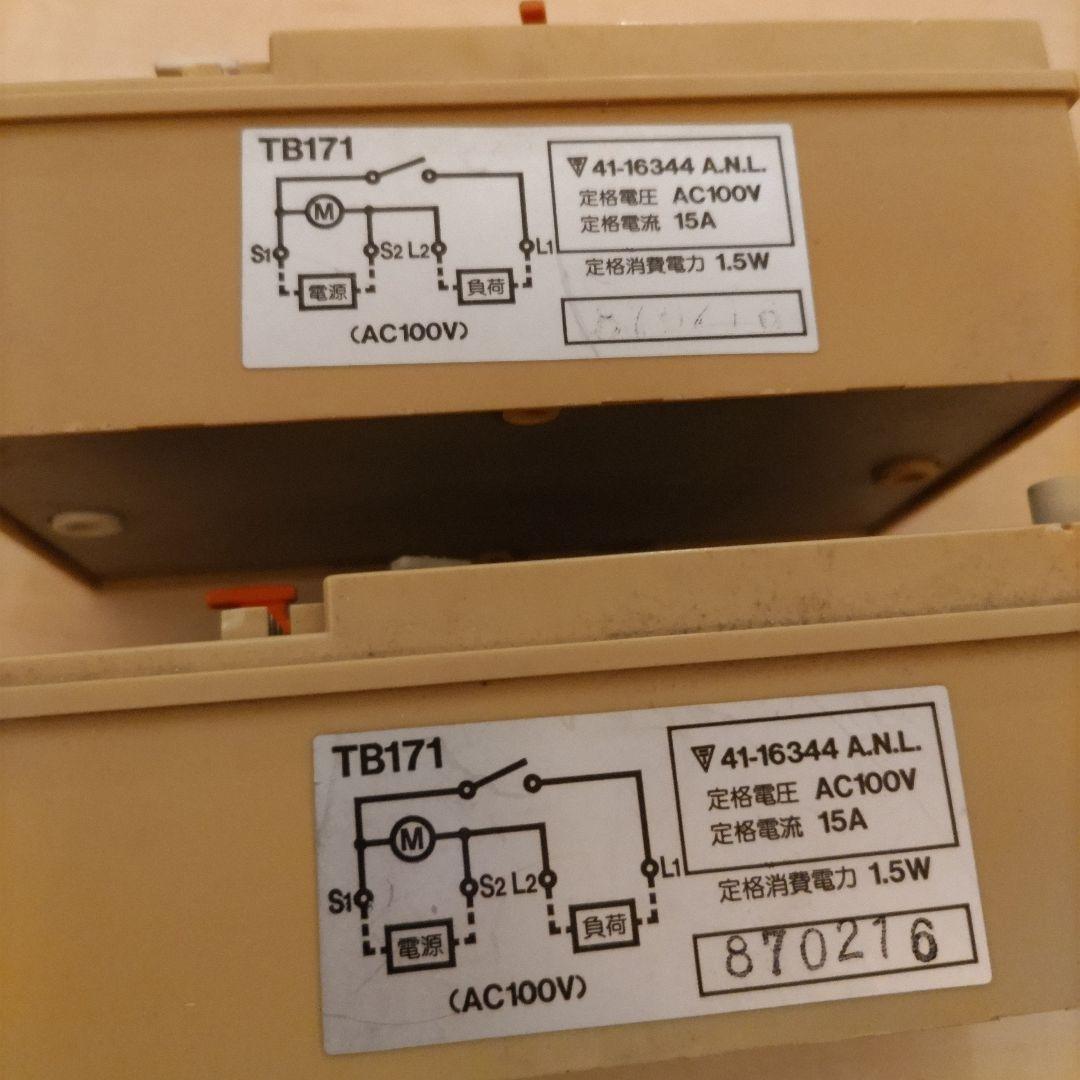 TB171
M
S1 S2 L2 L1
電源 負荷
(AC100V)
41-16344 A.N.L.
定格電圧 AC100V
定格電流 15A
定格消費電力 1.5W
TB171
M
S1 S2 L2 L1
電源 負荷
(AC100V)
41-16344 A.N.L.
定格電圧 AC100V
定格電流 15A
定格消費電力 1.5W
870216